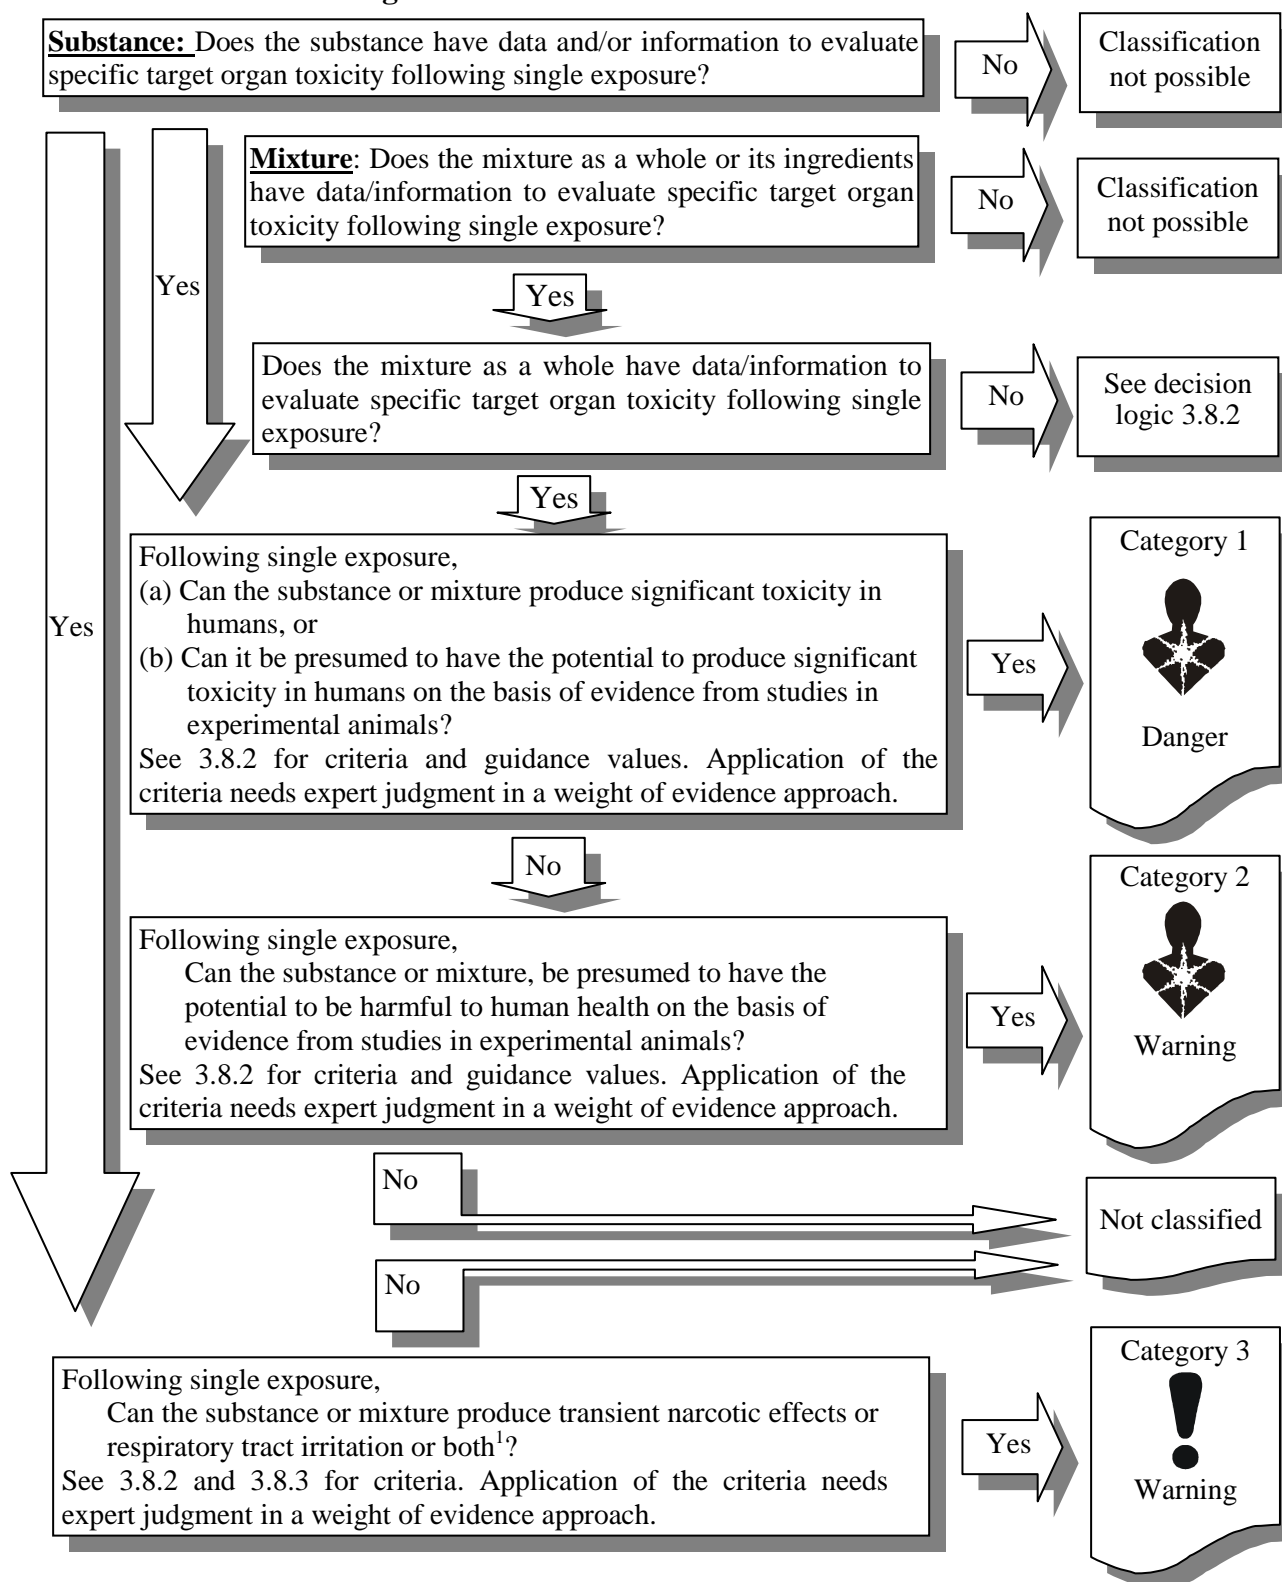 Substance: Does the substance have data and/or information to evaluate
specific target organ toxicity following single exposure?
No
Classification
not possible
Mixture: Does the mixture as a whole or its ingredients
have data/information to evaluate specific target organ
toxicity following single exposure?
No
Classification
not possible
Yes
Yes
Does the mixture as a whole have data/information to
evaluate specific target organ toxicity following single
exposure?
No
See decision
logic 3.8.2
Yes
Yes
Following single exposure,
(a) Can the substance or mixture produce significant toxicity in
humans, or
(b) Can it be presumed to have the potential to produce significant
toxicity in humans on the basis of evidence from studies in
experimental animals?
See 3.8.2 for criteria and guidance values. Application of the
criteria needs expert judgment in a weight of evidence approach.
Yes
Category 1
Danger
No
Following single exposure,
Can the substance or mixture, be presumed to have the
potential to be harmful to human health on the basis of
evidence from studies in experimental animals?
See 3.8.2 for criteria and guidance values. Application of the
criteria needs expert judgment in a weight of evidence approach.
Yes
Category 2
Warning
No
Not classified
No
Following single exposure,
Can the substance or mixture produce transient narcotic effects or
respiratory tract irritation or both¹?
See 3.8.2 and 3.8.3 for criteria. Application of the criteria needs
expert judgment in a weight of evidence approach.
Yes
Category 3
Warning